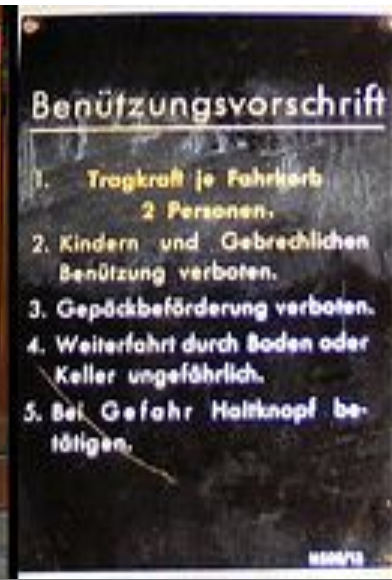 Benützungsvorschrift
1. Tragkraft je Fahrkorb
2 Personen.
2. Kindern und Gebrechlichen
Benützung verboten.
3. Gepäckbeförderung verboten.
4. Weiterfahrt durch Boden oder
Keller ungefährlich.
5. Bei Gefahr Haltknopf be-
tätigen.